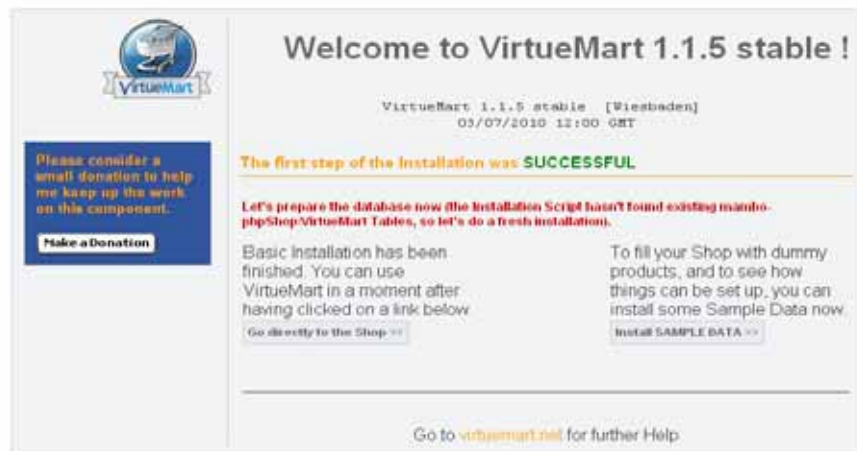 VirtueMart
Welcome to VirtueMart 1.1.5 stable !
VirtueMart 1.1.5 stable [Wiesbaden]
03/07/2010 12:00 GMT
Please consider a
small donation to help
me keep up the work
on this component.
Make a Donation
The first step of the Installation was SUCCESSFUL
Let's prepare the database now (the Installation Script hasn't found existing mambo-
phpShop/VirtueMart Tables, so let's do a fresh installation).
Basic Installation has been
finished. You can use
VirtueMart in a moment after
having clicked on a link below
Go directly to the Shop >>
To fill your Shop with dummy
products, and to see how
things can be set up, you can
install some Sample Data now.
Install SAMPLE DATA >>
Go to virtuemart.net for further Help